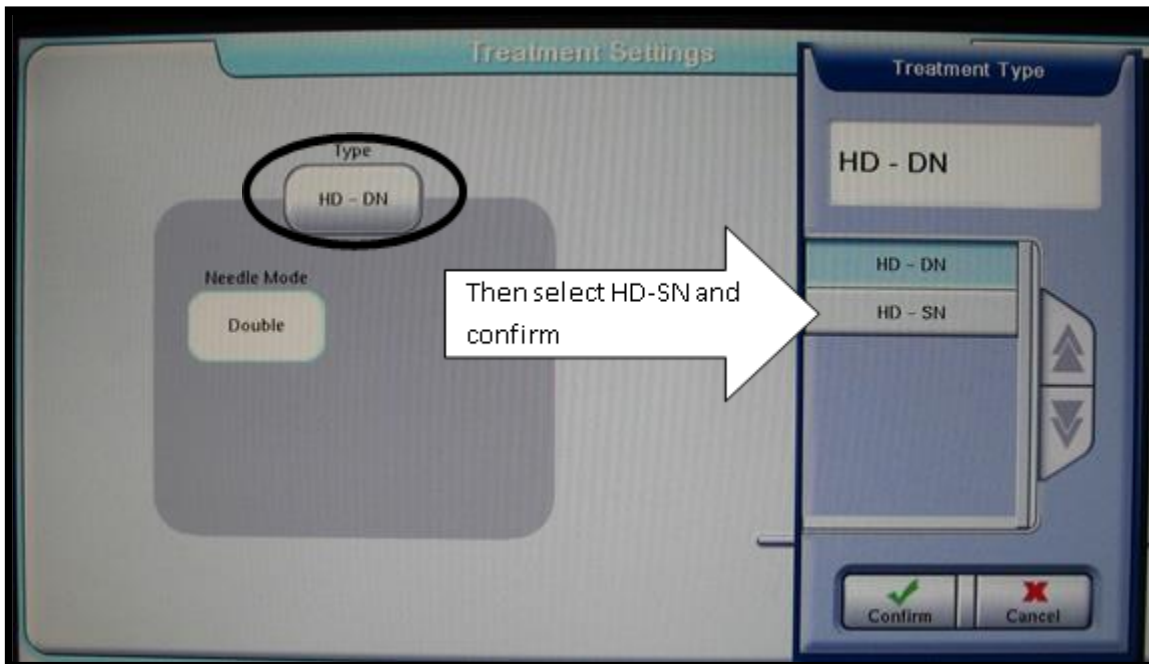 Treatment Settings
Treatment Type
Type
HD - DN
HD - DN
Needle Mode
Double
Then select HD-SN and
confirm
HD - DN
HD - SN
Confirm
Cancel